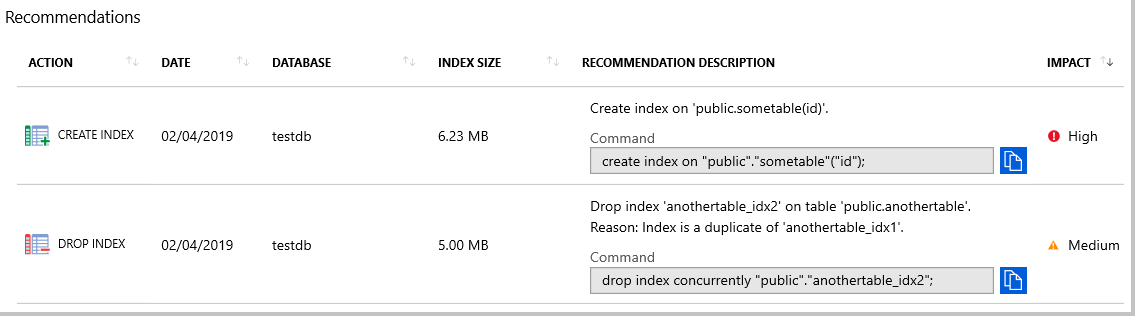 Recommendations
ACTION DATE DATABASE INDEX SIZE RECOMMENDATION DESCRIPTION IMPACT
Create index on 'public.sometable(id)'.
CREATE INDEX 02/04/2019 testdb 6.23 MB Command High
create index on "public"."sometable"("id");
Drop index 'anothertable_idx2' on table 'public.anothertable'.
Reason: Index is a duplicate of 'anothertable_idx1'.
DROP INDEX 02/04/2019 testdb 5.00 MB Command Medium
drop index concurrently "public"."anothertable_idx2";